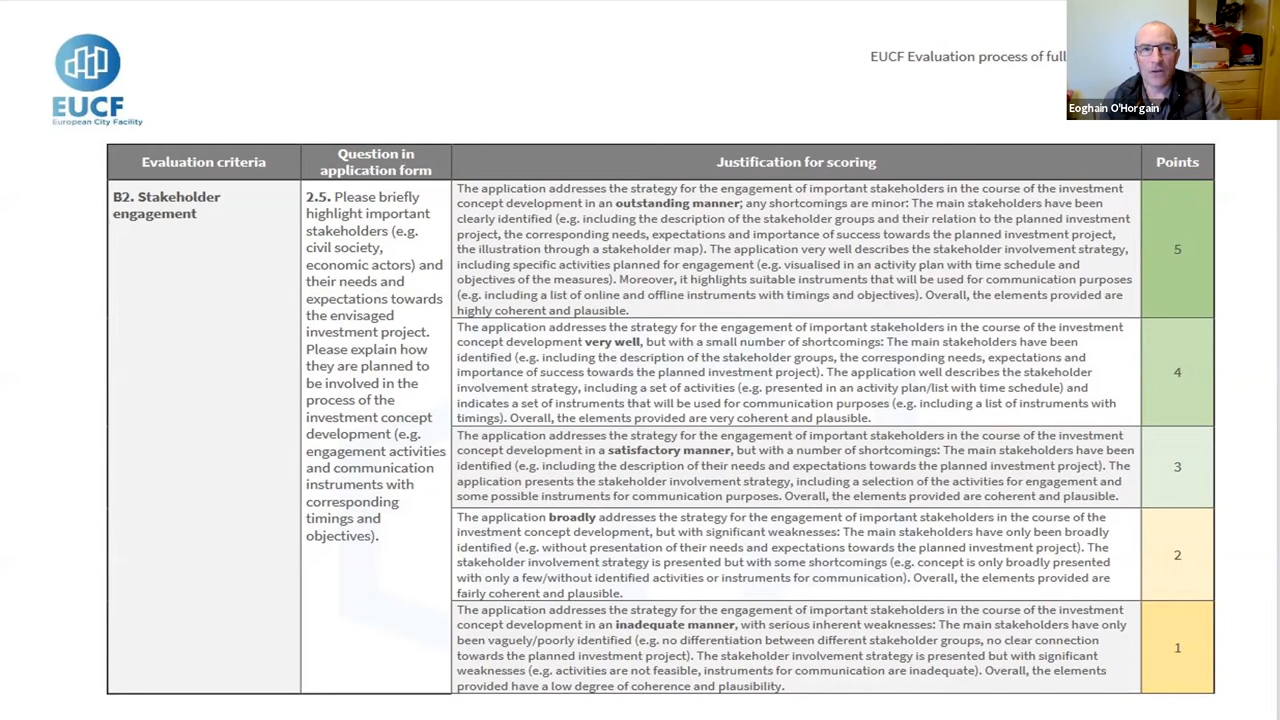 EUCF
European City Facility
EUCF Evaluation process of full
Eoghain O'Horgain
Evaluation criteria
Question in
application form
Justification for scoring
Points
B2. Stakeholder
engagement
2.5. Please briefly
highlight important
stakeholders (e.g.
civil society,
economic actors) and
their needs and
expectations towards
the envisaged
investment project.
Please explain how
they are planned to
be involved in the
process of the
investment concept
development (e.g.
engagement activities
and communication
instruments with
corresponding
timings and
objectives).
The application addresses the strategy for the engagement of important stakeholders in the course of the investment
concept development in an outstanding manner; any shortcomings are minor: The main stakeholders have been
clearly identified (e.g. including the description of the stakeholder groups and their relation to the planned investment
project, the corresponding needs, expectations and importance of success towards the planned investment project,
the illustration through a stakeholder map). The application very well describes the stakeholder involvement strategy,
including specific activities planned for engagement (e.g. visualised in an activity plan with time schedule and
objectives of the measures). Moreover, it highlights suitable instruments that will be used for communication purposes
(e.g. including a list of online and offline instruments with timings and objectives). Overall, the elements provided are
highly coherent and plausible.
5
The application addresses the strategy for the engagement of important stakeholders in the course of the investment
concept development very well, but with a small number of shortcomings: The main stakeholders have been
identified (e.g. including the description of the stakeholder groups, the corresponding needs, expectations and
importance of success towards the planned investment project). The application well describes the stakeholder
involvement strategy, including a set of activities (e.g. presented in an activity plan/list with time schedule) and
indicates a set of instruments that will be used for communication purposes (e.g. including a list of instruments with
timings). Overall, the elements provided are very coherent and plausible.
4
The application addresses the strategy for the engagement of important stakeholders in the course of the investment
concept development in a satisfactory manner, but with a number of shortcomings: The main stakeholders have been
identified (e.g. including the description of their needs and expectations towards the planned investment project). The
application presents the stakeholder involvement strategy, including a selection of the activities for engagement and
some possible instruments for communication purposes. Overall, the elements provided are coherent and plausible.
3
The application broadly addresses the strategy for the engagement of important stakeholders in the course of the
investment concept development, but with significant weaknesses: The main stakeholders have only been broadly
identified (e.g. without presentation of their needs and expectations towards the planned investment project). The
stakeholder involvement strategy is presented but with some shortcomings (e.g. concept is only broadly presented
with only a few/without identified activities or instruments for communication). Overall, the elements provided are
fairly coherent and plausible.
2
The application addresses the strategy for the engagement of important stakeholders in the course of the investment
concept development in an inadequate manner, with serious inherent weaknesses: The main stakeholders have only
been vaguely/poorly identified (e.g. no differentiation between different stakeholder groups, no clear connection
towards the planned investment project). The stakeholder involvement strategy is presented but with significant
weaknesses (e.g. activities are not feasible, instruments for communication are inadequate). Overall, the elements
provided have a low degree of coherence and plausibility.
1